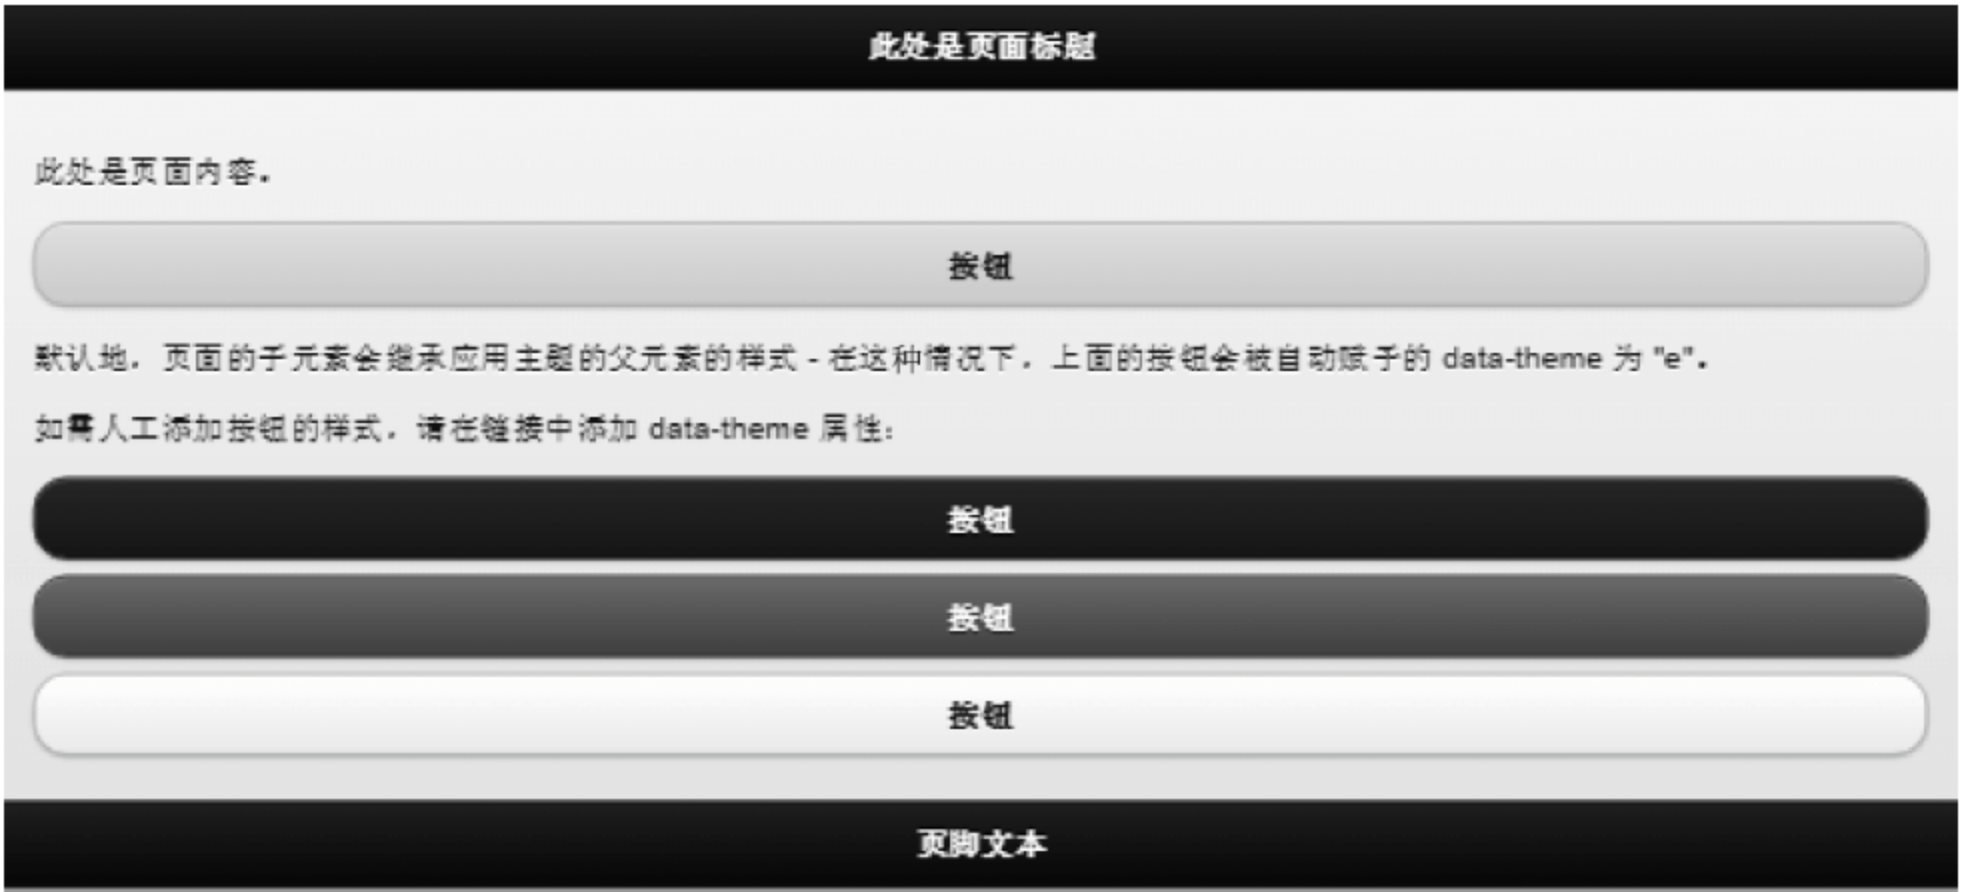 此处是页面标题
此处是页面内容。
按钮
默认地，页面的子元素会继承应用主题的父元素的样式 - 在这种情况下，上面的按钮会被自动赋予的 data-theme 为 "e"。
如需人工添加按钮的样式，请在链接中添加 data-theme 属性：
按钮
按钮
按钮
页脚文本